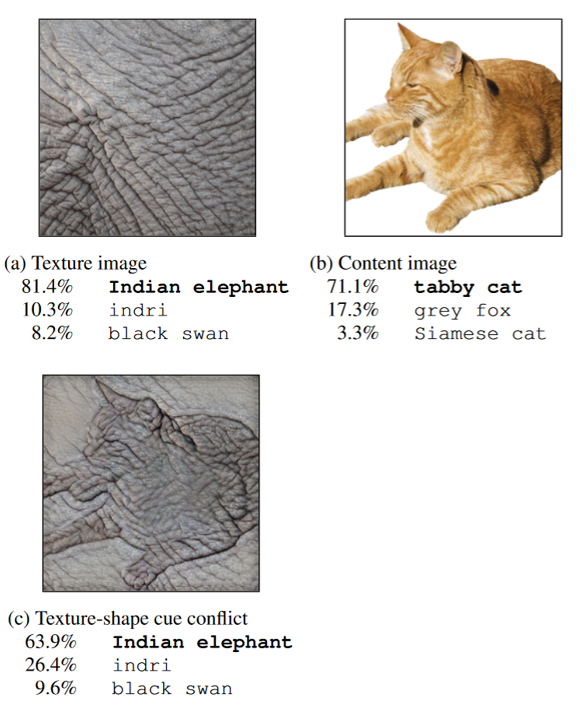 (a) Texture image
81.4% Indian elephant
10.3% indri
8.2% black swan
(b) Content image
71.1% tabby cat
17.3% grey fox
3.3% Siamese cat
(c) Texture-shape cue conflict
63.9% Indian elephant
26.4% indri
9.6% black swan